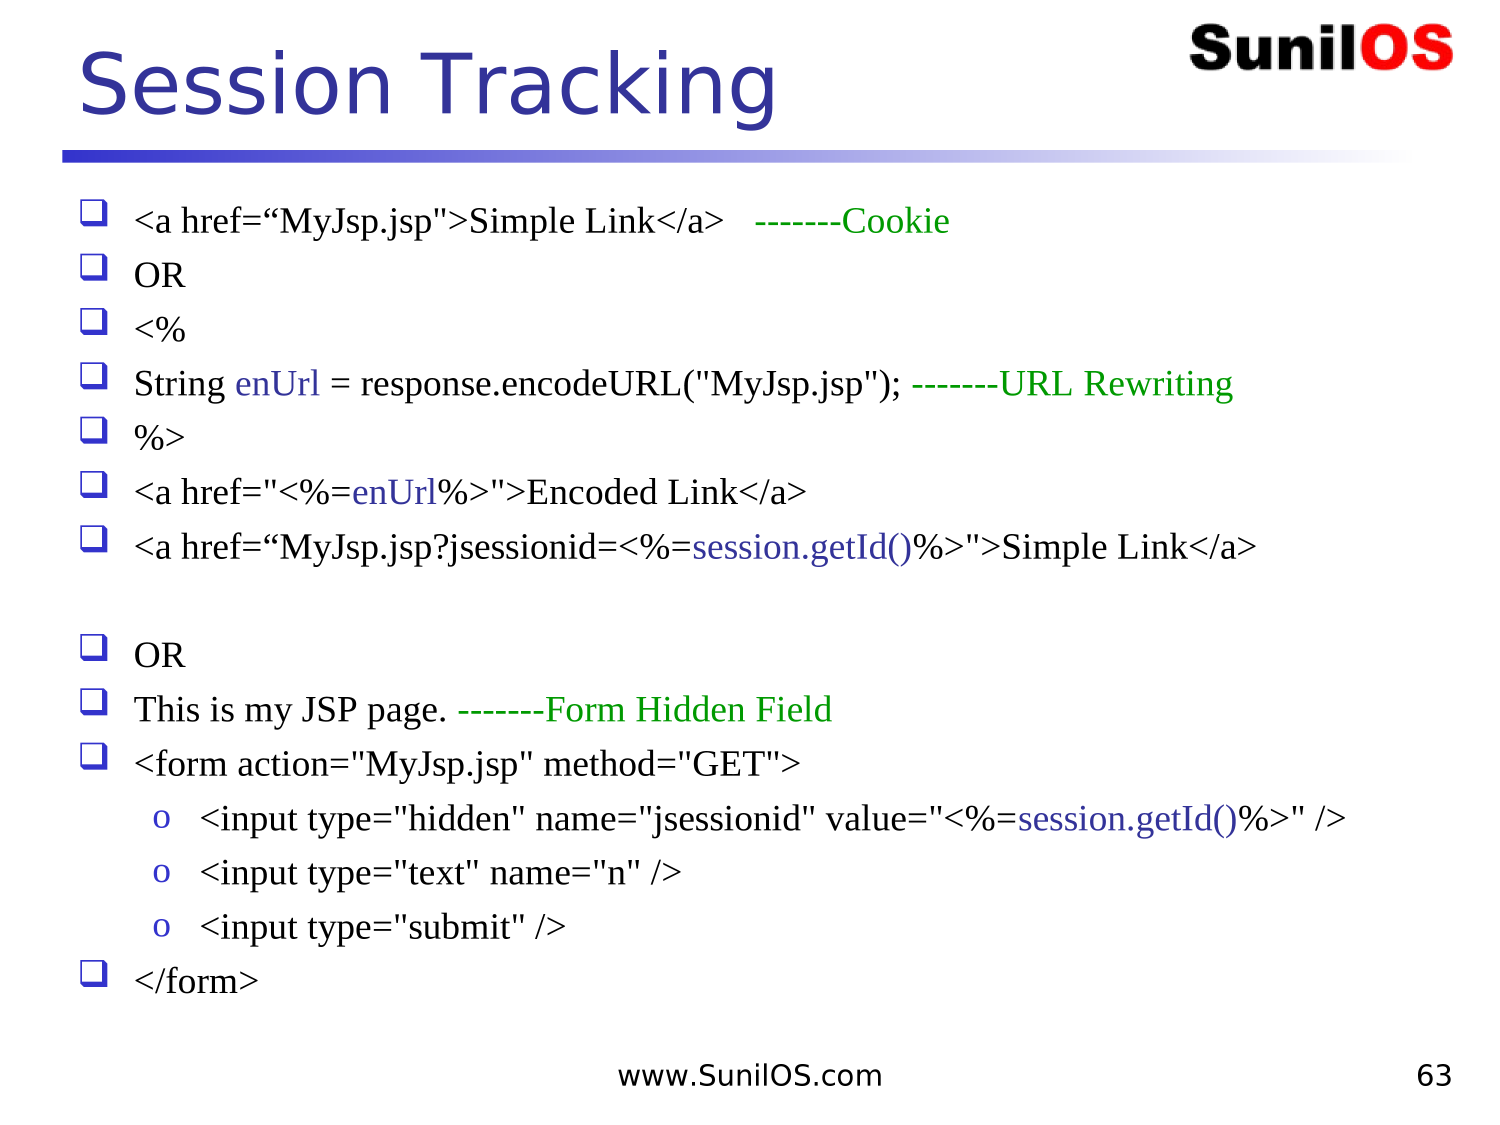 Session Tracking
SunilOS
<a href=“MyJsp.jsp">Simple Link</a> -------Cookie
OR
<%
String enUrl = response.encodeURL("MyJsp.jsp"); -------URL Rewriting
%>
<a href="<%=enUrl%>">Encoded Link</a>
<a href=“MyJsp.jsp?jsessionid=<%=session.getId()%>">Simple Link</a>
OR
This is my JSP page. -------Form Hidden Field
<form action="MyJsp.jsp" method="GET">
<input type="hidden" name="jsessionid" value="<%=session.getId()%>" />
<input type="text" name="n" />
<input type="submit" />
</form>
www.SunilOS.com
63